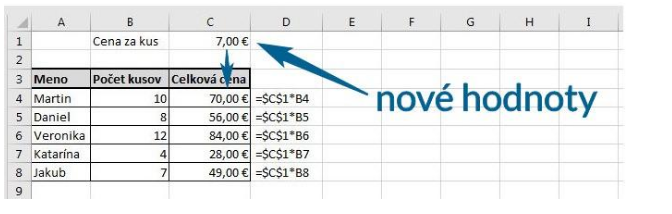 A B C D E F G H I
1 Cena za kus 7,00 €
2
3 Meno Počet kusov Celková cena
4 Martin 10 70,00 € =$C$1*B4
5 Daniel 8 56,00 € =$C$1*B5
6 Veronika 12 84,00 € =$C$1*B6
7 Katarína 4 28,00 € =$C$1*B7
8 Jakub 7 49,00 € =$C$1*B8
9
nové hodnoty